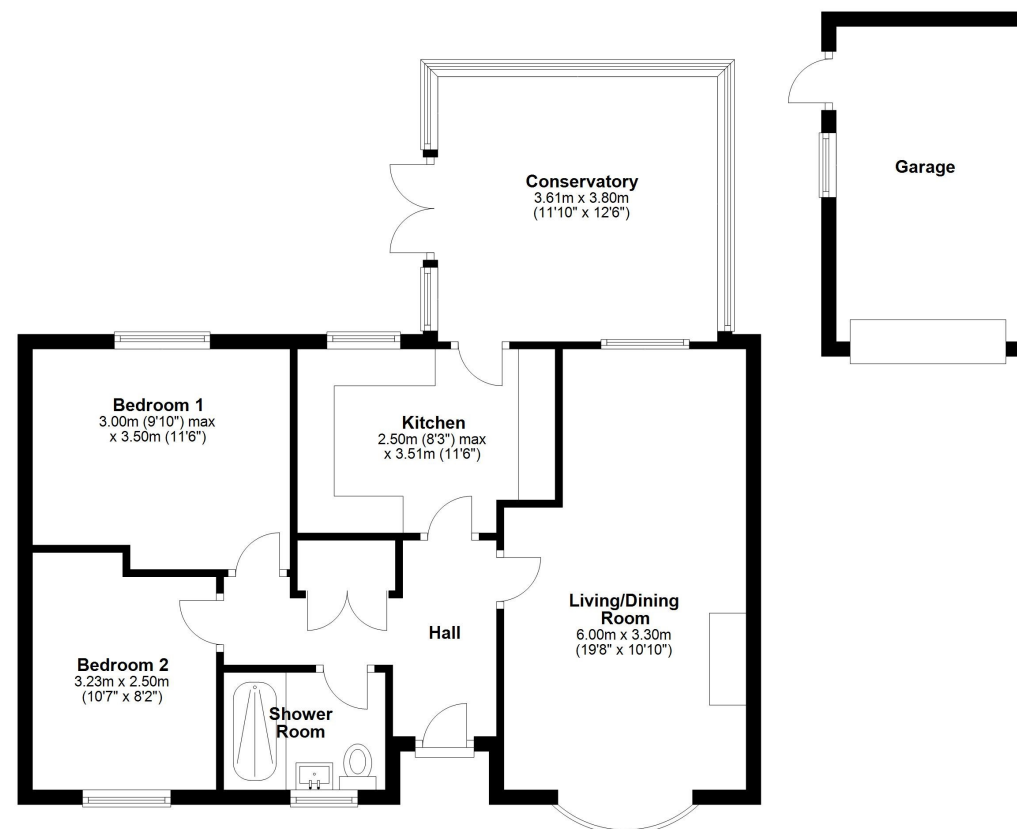 Conservatory
3.61m x 3.80m
(11'10" x 12'6")
Garage
Bedroom 1
3.00m (9'10") max
x 3.50m (11'6")
Kitchen
2.50m (8'3") max
x 3.51m (11'6")
Living/Dining
Room
6.00m x 3.30m
(19'8" x 10'10")
Hall
Bedroom 2
3.23m x 2.50m
(10'7" x 8'2")
Shower
Room